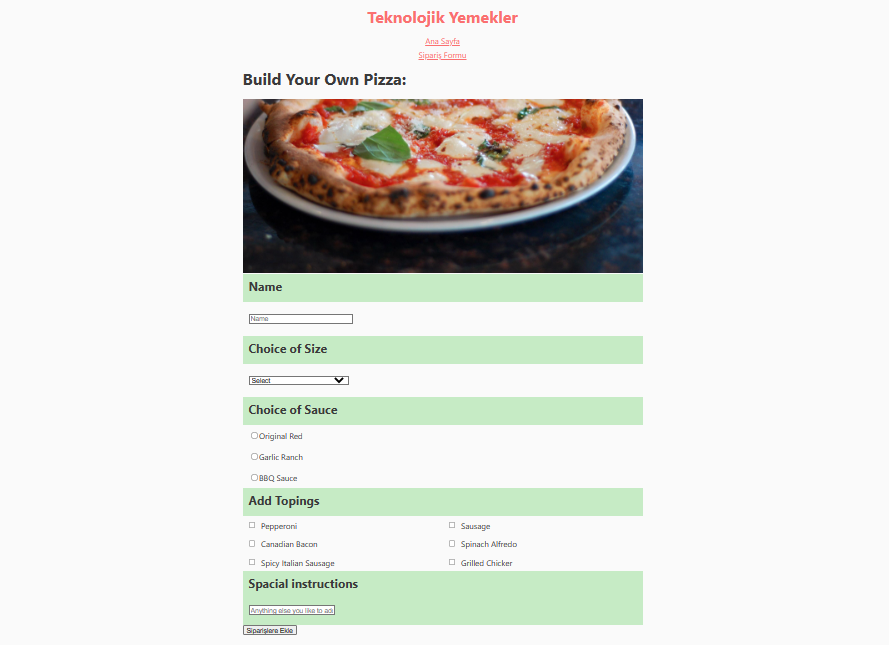 Teknolojik Yemekler
Ana Sayfa
Sipariş Formu
Build Your Own Pizza:
Name
Name
Choice of Size
Select
Choice of Sauce
Original Red
Garlic Ranch
BBQ Sauce
Add Topings
Pepperoni
Sausage
Canadian Bacon
Spinach Alfredo
Spicy Italian Sausage
Grilled Chicker
Spacial instructions
Anything else you like to ad
Siparişlere Ekle